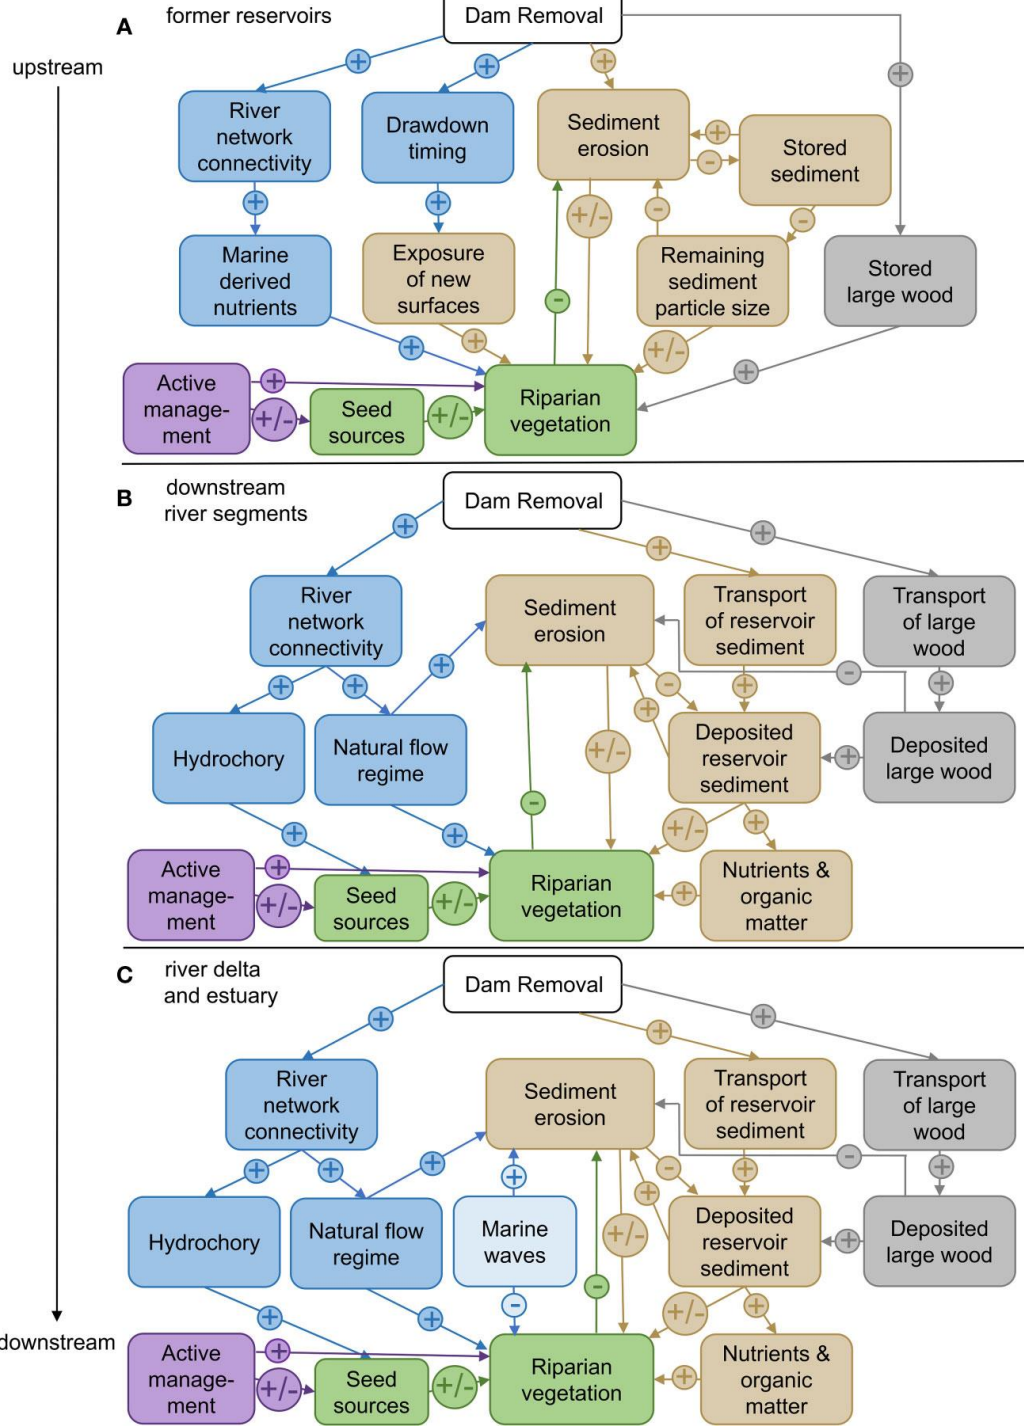 A
former reservoirs
Dam Removal
upstream
+
+
+
+
River
network
connectivity
Drawdown
timing
Sediment
erosion
+
-
Stored
sediment
+
+
+/-
-
-
Marine
derived
nutrients
Exposure
of new
surfaces
Remaining
sediment
particle size
Stored
large wood
-
+
+
+/-
+
Active
manage-
ment
+
+/-
Seed
sources
+/-
Riparian
vegetation
B
downstream
river segments
Dam Removal
+
+
+
River
network
connectivity
Sediment
erosion
Transport
of reservoir
sediment
Transport
of large
wood
+
+
+
-
+
+
-
+
Hydrochory
Natural flow
regime
+/-
Deposited
reservoir
sediment
+
Deposited
large wood
-
+
+
+/-
+
Active
manage-
ment
+
+/-
Seed
sources
+/-
Riparian
vegetation
+
Nutrients &
organic
matter
C
river delta
and estuary
Dam Removal
+
+
+
River
network
connectivity
Sediment
erosion
Transport
of reservoir
sediment
Transport
of large
wood
+
+
+
+
-
+
+
-
+
Hydrochory
Natural flow
regime
Marine
waves
+/-
Deposited
reservoir
sediment
+
Deposited
large wood
+
+
-
-
+/-
+
downstream
Active
manage-
ment
+
+/-
Seed
sources
+/-
Riparian
vegetation
+
Nutrients &
organic
matter